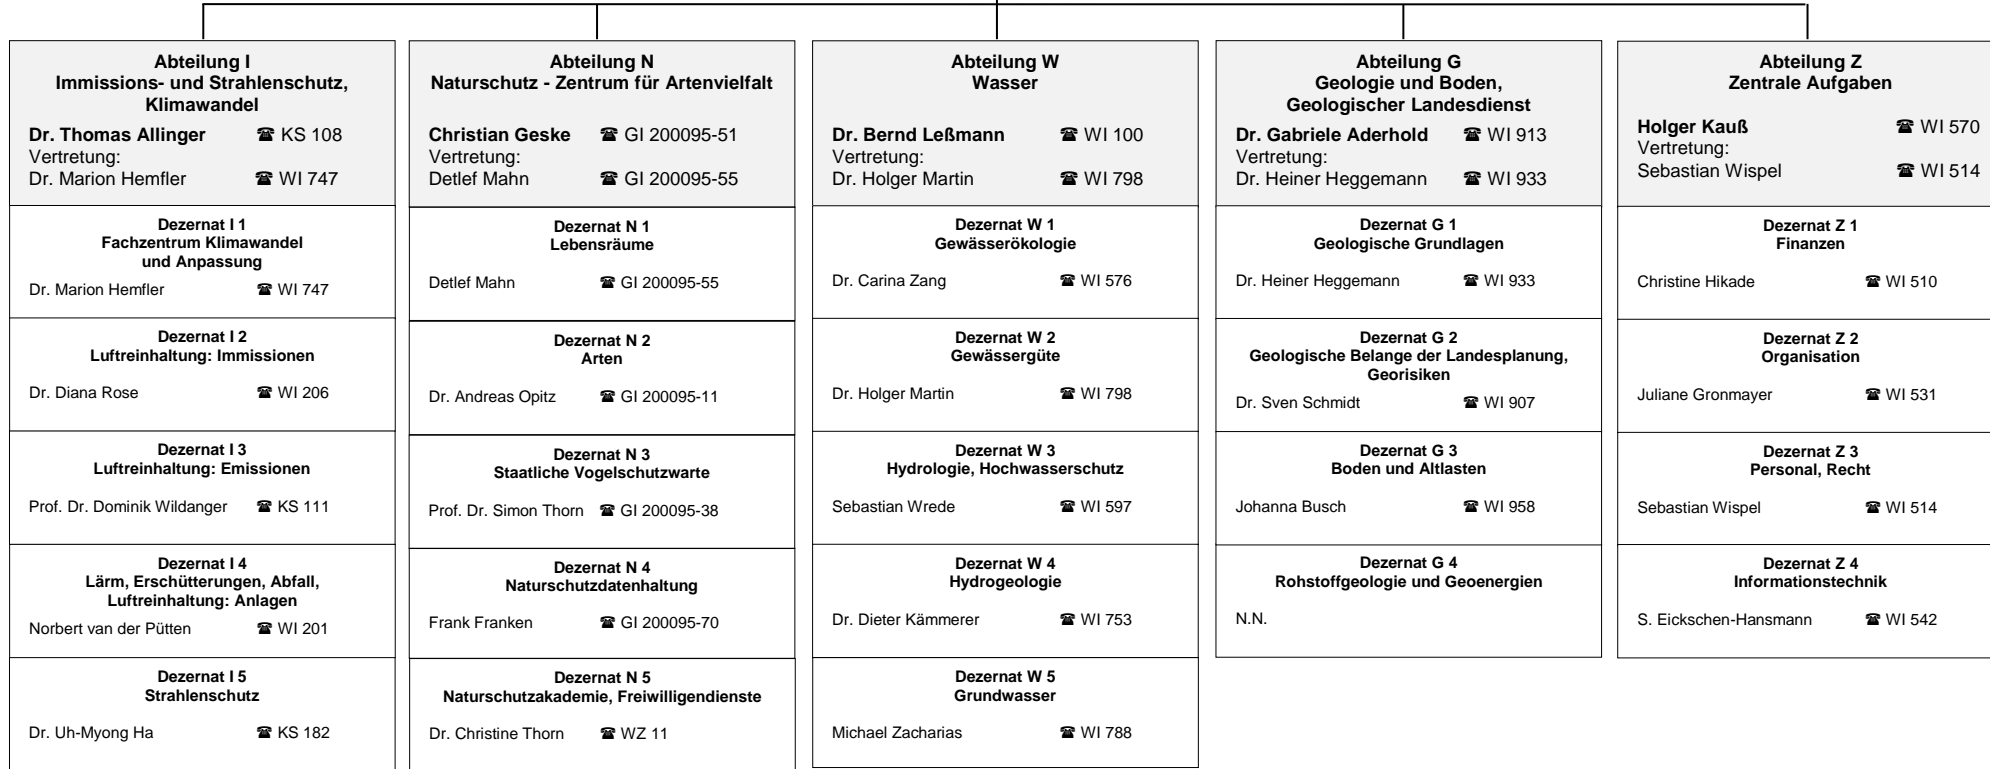 Abteilung I
Immissions- und Strahlenschutz,
Klimawandel
Dr. Thomas Allinger ☎ KS 108
Vertretung:
Dr. Marion Hemfler ☎ WI 747
Dezernat I 1
Fachzentrum Klimawandel
und Anpassung
Dr. Marion Hemfler ☎ WI 747
Dezernat I 2
Luftreinhaltung: Immissionen
Dr. Diana Rose ☎ WI 206
Dezernat I 3
Luftreinhaltung: Emissionen
Prof. Dr. Dominik Wildanger ☎ KS 111
Dezernat I 4
Lärm, Erschütterungen, Abfall,
Luftreinhaltung: Anlagen
Norbert van der Pütten ☎ WI 201
Dezernat I 5
Strahlenschutz
Dr. Uh-Myong Ha ☎ KS 182
Abteilung N
Naturschutz - Zentrum für Artenvielfalt
Christian Geske ☎ GI 200095-51
Vertretung:
Detlef Mahn ☎ GI 200095-55
Dezernat N 1
Lebensräume
Detlef Mahn ☎ GI 200095-55
Dezernat N 2
Arten
Dr. Andreas Opitz ☎ GI 200095-11
Dezernat N 3
Staatliche Vogelschutzwarte
Prof. Dr. Simon Thorn ☎ GI 200095-38
Dezernat N 4
Naturschutzdatenhaltung
Frank Franken ☎ GI 200095-70
Dezernat N 5
Naturschutzakademie, Freiwilligendienste
Dr. Christine Thorn ☎ WZ 11
Abteilung W
Wasser
Dr. Bernd Leßmann ☎ WI 100
Vertretung:
Dr. Holger Martin ☎ WI 798
Dezernat W 1
Gewässerökologie
Dr. Carina Zang ☎ WI 576
Dezernat W 2
Gewässergüte
Dr. Holger Martin ☎ WI 798
Dezernat W 3
Hydrologie, Hochwasserschutz
Sebastian Wrede ☎ WI 597
Dezernat W 4
Hydrogeologie
Dr. Dieter Kämmerer ☎ WI 753
Dezernat W 5
Grundwasser
Michael Zacharias ☎ WI 788
Abteilung G
Geologie und Boden,
Geologischer Landesdienst
Dr. Gabriele Aderhold ☎ WI 913
Vertretung:
Dr. Heiner Heggemann ☎ WI 933
Dezernat G 1
Geologische Grundlagen
Dr. Heiner Heggemann ☎ WI 933
Dezernat G 2
Geologische Belange der Landesplanung,
Georisiken
Dr. Sven Schmidt ☎ WI 907
Dezernat G 3
Boden und Altlasten
Johanna Busch ☎ WI 958
Dezernat G 4
Rohstoffgeologie und Geoenergien
N.N.
Abteilung Z
Zentrale Aufgaben
Holger Kauß ☎ WI 570
Vertretung:
Sebastian Wispel ☎ WI 514
Dezernat Z 1
Finanzen
Christine Hikade ☎ WI 510
Dezernat Z 2
Organisation
Juliane Gronmayer ☎ WI 531
Dezernat Z 3
Personal, Recht
Sebastian Wispel ☎ WI 514
Dezernat Z 4
Informationstechnik
S. Eickschen-Hansmann ☎ WI 542